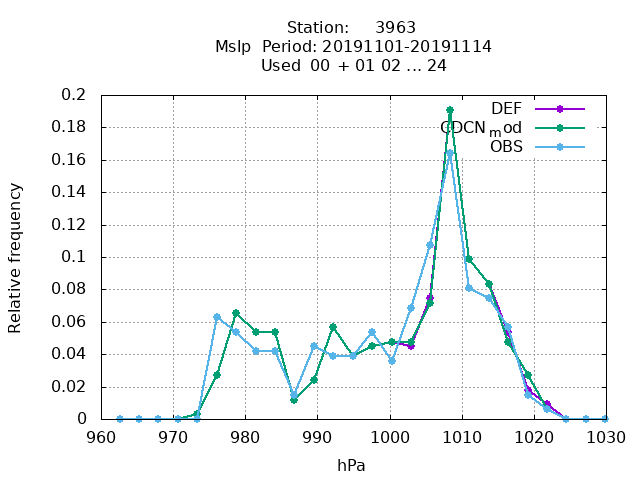 Station: 3963
Mslp Period: 20191101-20191114
Used 00 + 01 02 ... 24
0.2
0.18
0.16
0.14
0.12
0.1
0.08
0.06
0.04
0.02
0
Relative frequency
DEF
CDCN_mod
OBS
960 970 980 990 1000 1010 1020 1030
hPa